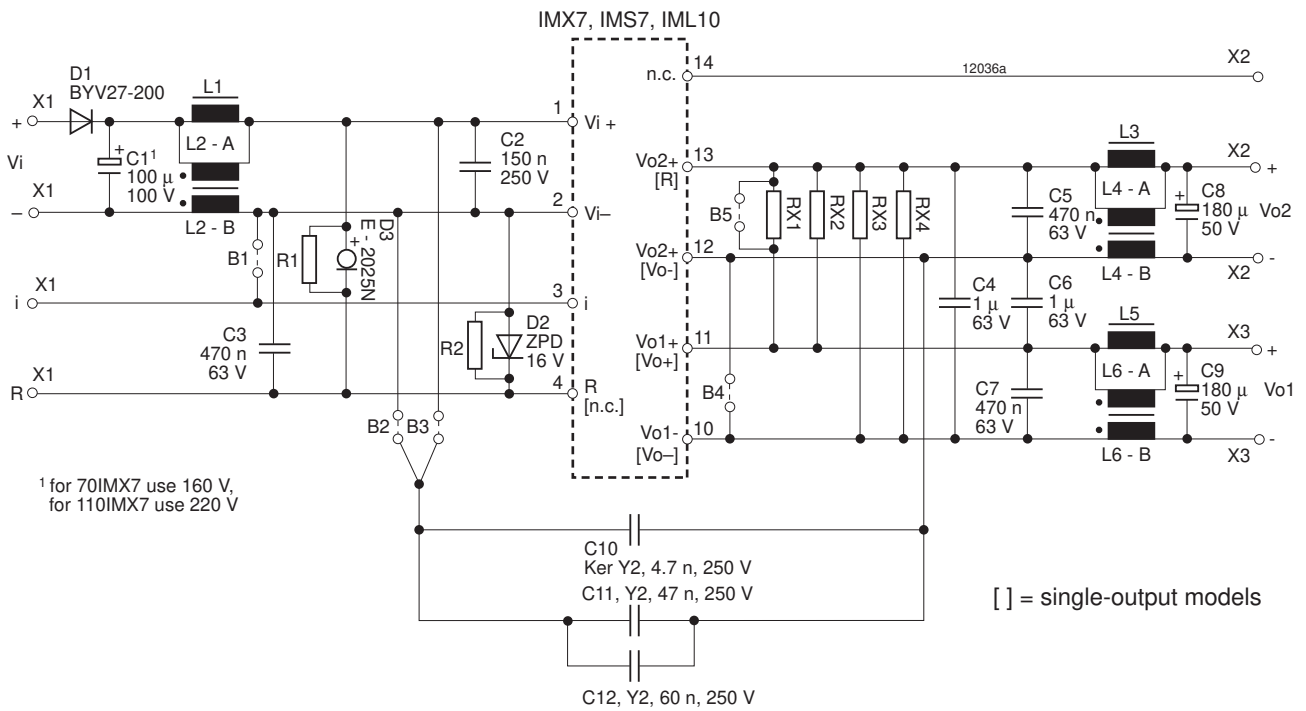 IMX7, IMS7, IML10
D1
BYV27-200
X1
+
L1
L2 - A
+
C1¹
100 µ
100 V
Vi
X1
–
L2 - B
1
Vi +
C2
150 n
250 V
2
Vi–
B1
R1
+
D3
E - 2025N
X1
i
3
i
C3
470 n
63 V
R2
D2
ZPD
16 V
X1
R
4
R
[n.c.]
B2
B3
¹ for 70IMX7 use 160 V,
for 110IMX7 use 220 V
n.c.
14
12036a
X2
Vo2+
[R]
13
B5
RX1
RX2
RX3
RX4
Vo2+
[Vo-]
12
C4
1 µ
63 V
C5
470 n
63 V
C6
1 µ
63 V
L3
L4 - A
L4 - B
+
C8
180 µ
50 V
X2
+
Vo2
-
X2
Vo1+
[Vo+]
11
B4
C7
470 n
63 V
L5
L6 - A
L6 - B
+
C9
180 µ
50 V
X3
+
Vo1
-
X3
Vo1-
[Vo–]
10
C10
Ker Y2, 4.7 n, 250 V
C11, Y2, 47 n, 250 V
C12, Y2, 60 n, 250 V
[ ] = single-output models